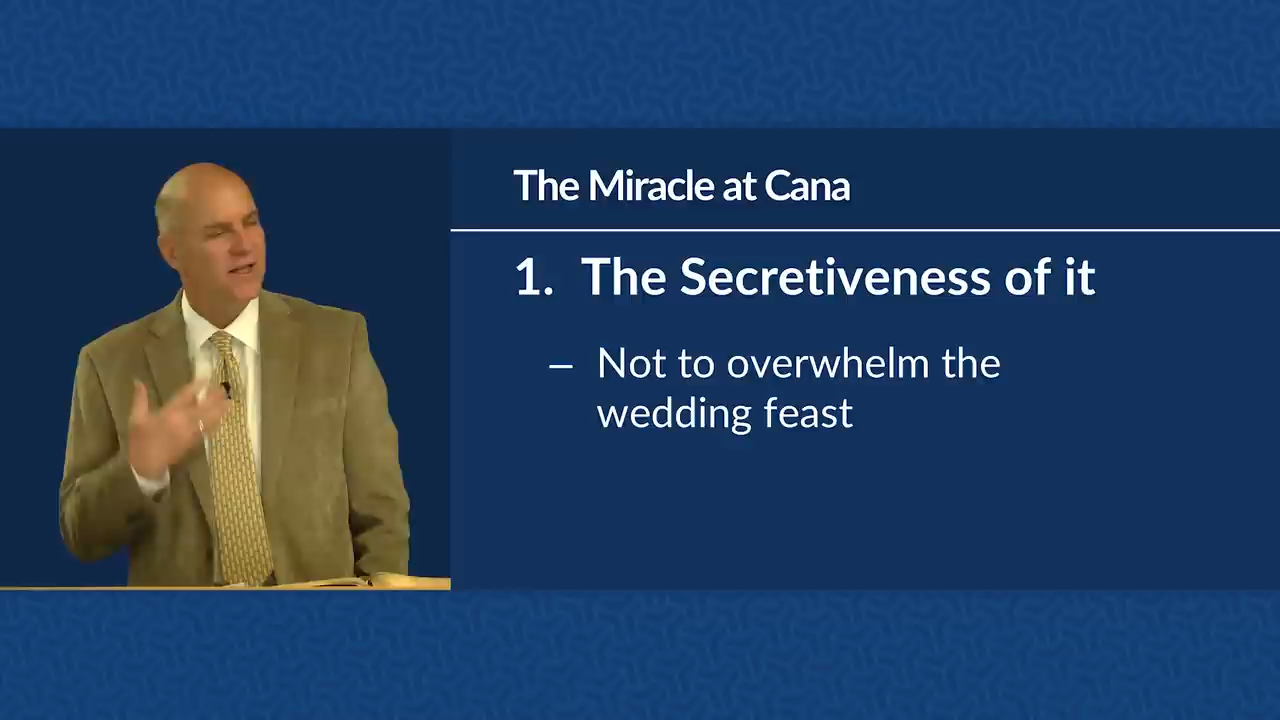 The Miracle at Cana
1. The Secretiveness of it
– Not to overwhelm the
wedding feast